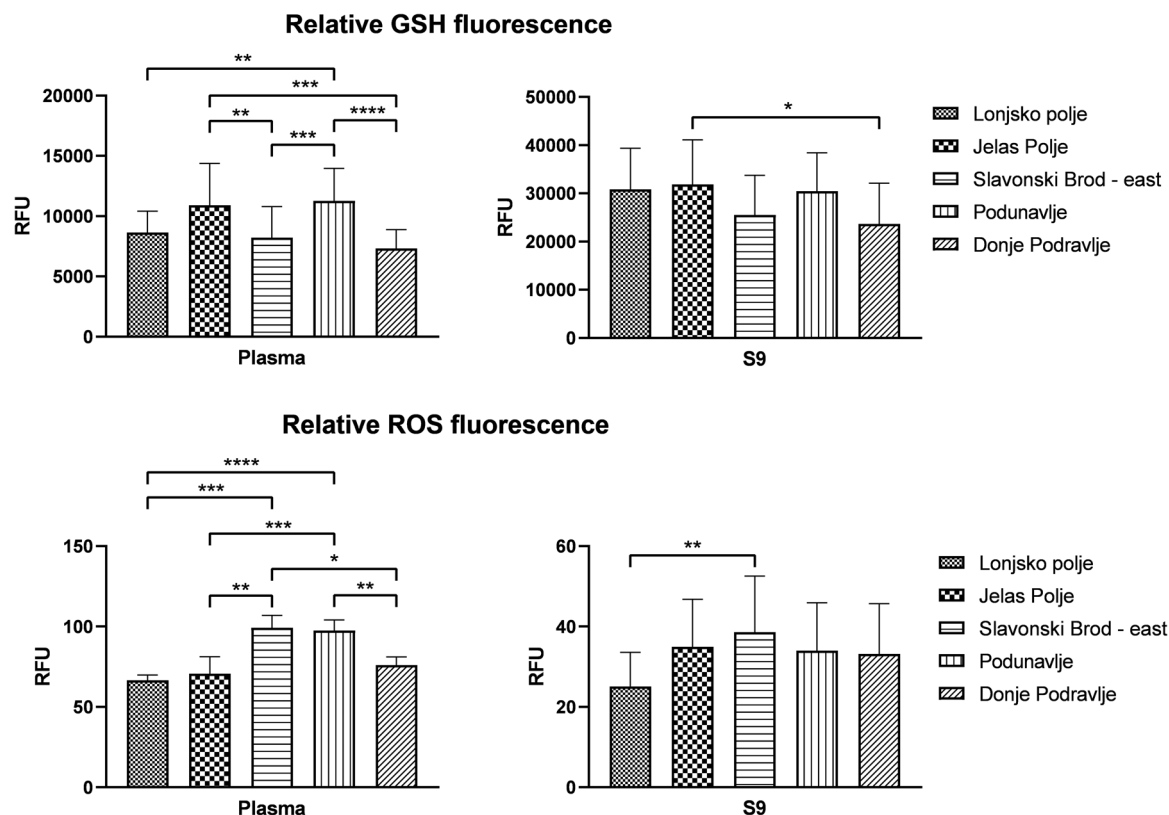 Relative GSH fluorescence
**
***
**
****
***
20000
15000
10000
5000
0
RFU
Plasma
*
50000
40000
30000
20000
10000
0
RFU
S9
Lonjsko polje
Jelas Polje
Slavonski Brod - east
Podunavlje
Donje Podravlje
Relative ROS fluorescence
****
***
***
*
**
**
150
100
50
0
RFU
Plasma
**
60
40
20
0
RFU
S9
Lonjsko polje
Jelas Polje
Slavonski Brod - east
Podunavlje
Donje Podravlje